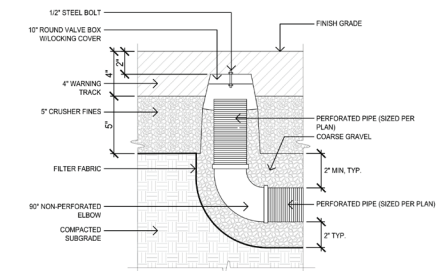 1/2" STEEL BOLT
10" ROUND VALVE BOX
W/LOCKING COVER
4" WARNING
TRACK
5" CRUSHER FINES
FILTER FABRIC
90° NON-PERFORATED
ELBOW
COMPACTED
SUBGRADE
2"
4"
5"
FINISH GRADE
PERFORATED PIPE (SIZED PER
PLAN)
COARSE GRAVEL
2" MIN, TYP.
PERFORATED PIPE (SIZED PER PLAN)
2" TYP.